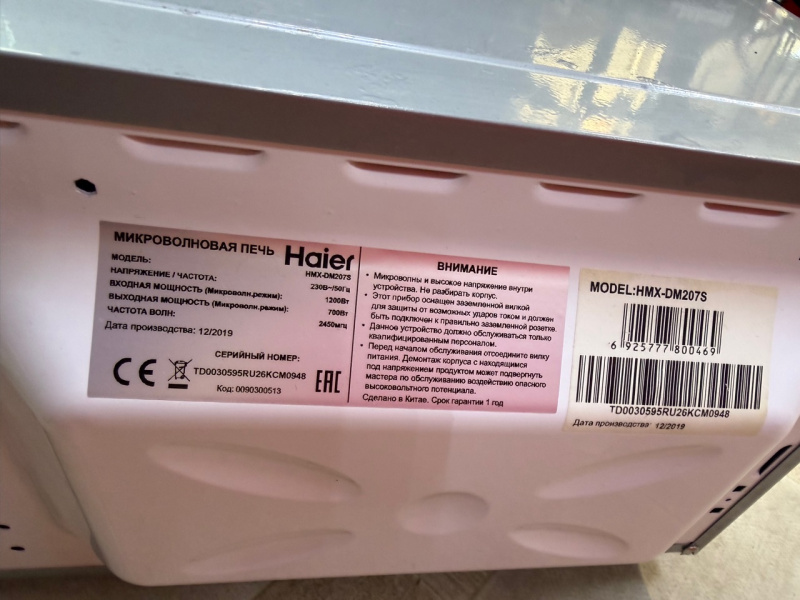 МИКРОВОЛНОВАЯ ПЕЧЬ Haier
МОДЕЛЬ: HMX-DM207S
НАПРЯЖЕНИЕ / ЧАСТОТА: 230В~/50гц
ВХОДНАЯ МОЩНОСТЬ (Микроволн.режим): 1200Вт
ВЫХОДНАЯ МОЩНОСТЬ (Микроволн.режим): 700Вт
ЧАСТОТА ВОЛН: 2450мгц
Дата производства: 12/2019
СЕРИЙНЫЙ НОМЕР:
CE TD0030595RU26KCM0948 EAC
Код: 0090300513
ВНИМАНИЕ
• Микроволны и высокое напряжение внутри
устройства. Не разбирать корпус.
• Этот прибор оснащен заземленной вилкой
для защиты от возможных ударов током и должен
быть подключен к правильно заземленной розетке.
• Данное устройство должно обслуживаться только
квалифицированным персоналом.
• Перед началом обслуживания отсоедините вилку
питания. Демонтаж корпуса с находящимся
под напряжением продуктом может подвергнуть
мастера по обслуживанию воздействию опасного
высоковольтного потенциала.
Сделано в Китае. Срок гарантии 1 год
MODEL:HMX-DM207S
6 925777 800469
TD0030595RU26KCM0948
Дата производства: 12/2019